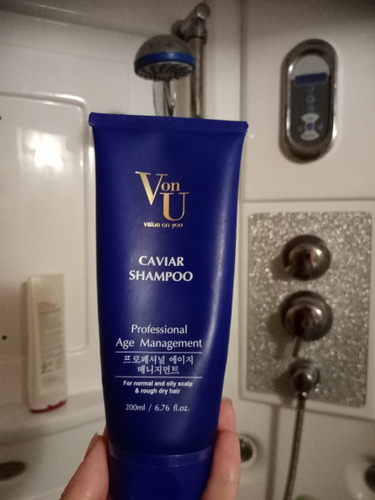 Von
U
value on you
CAVIAR
SHAMPOO
Professional
Age Management
프로페셔널 에이지
매니지먼트
For normal and oily scalp
& rough dry hair
200ml / 6.76 fl.oz.